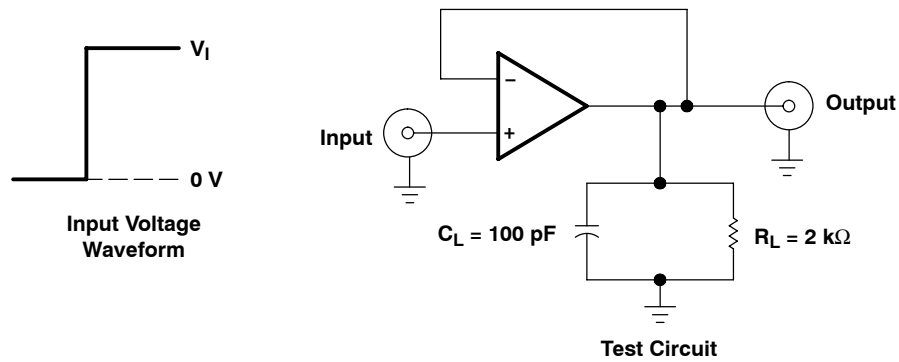 VI
0 V
Input Voltage
Waveform
−
+
Input
Output
CL = 100 pF
RL = 2 kΩ
Test Circuit